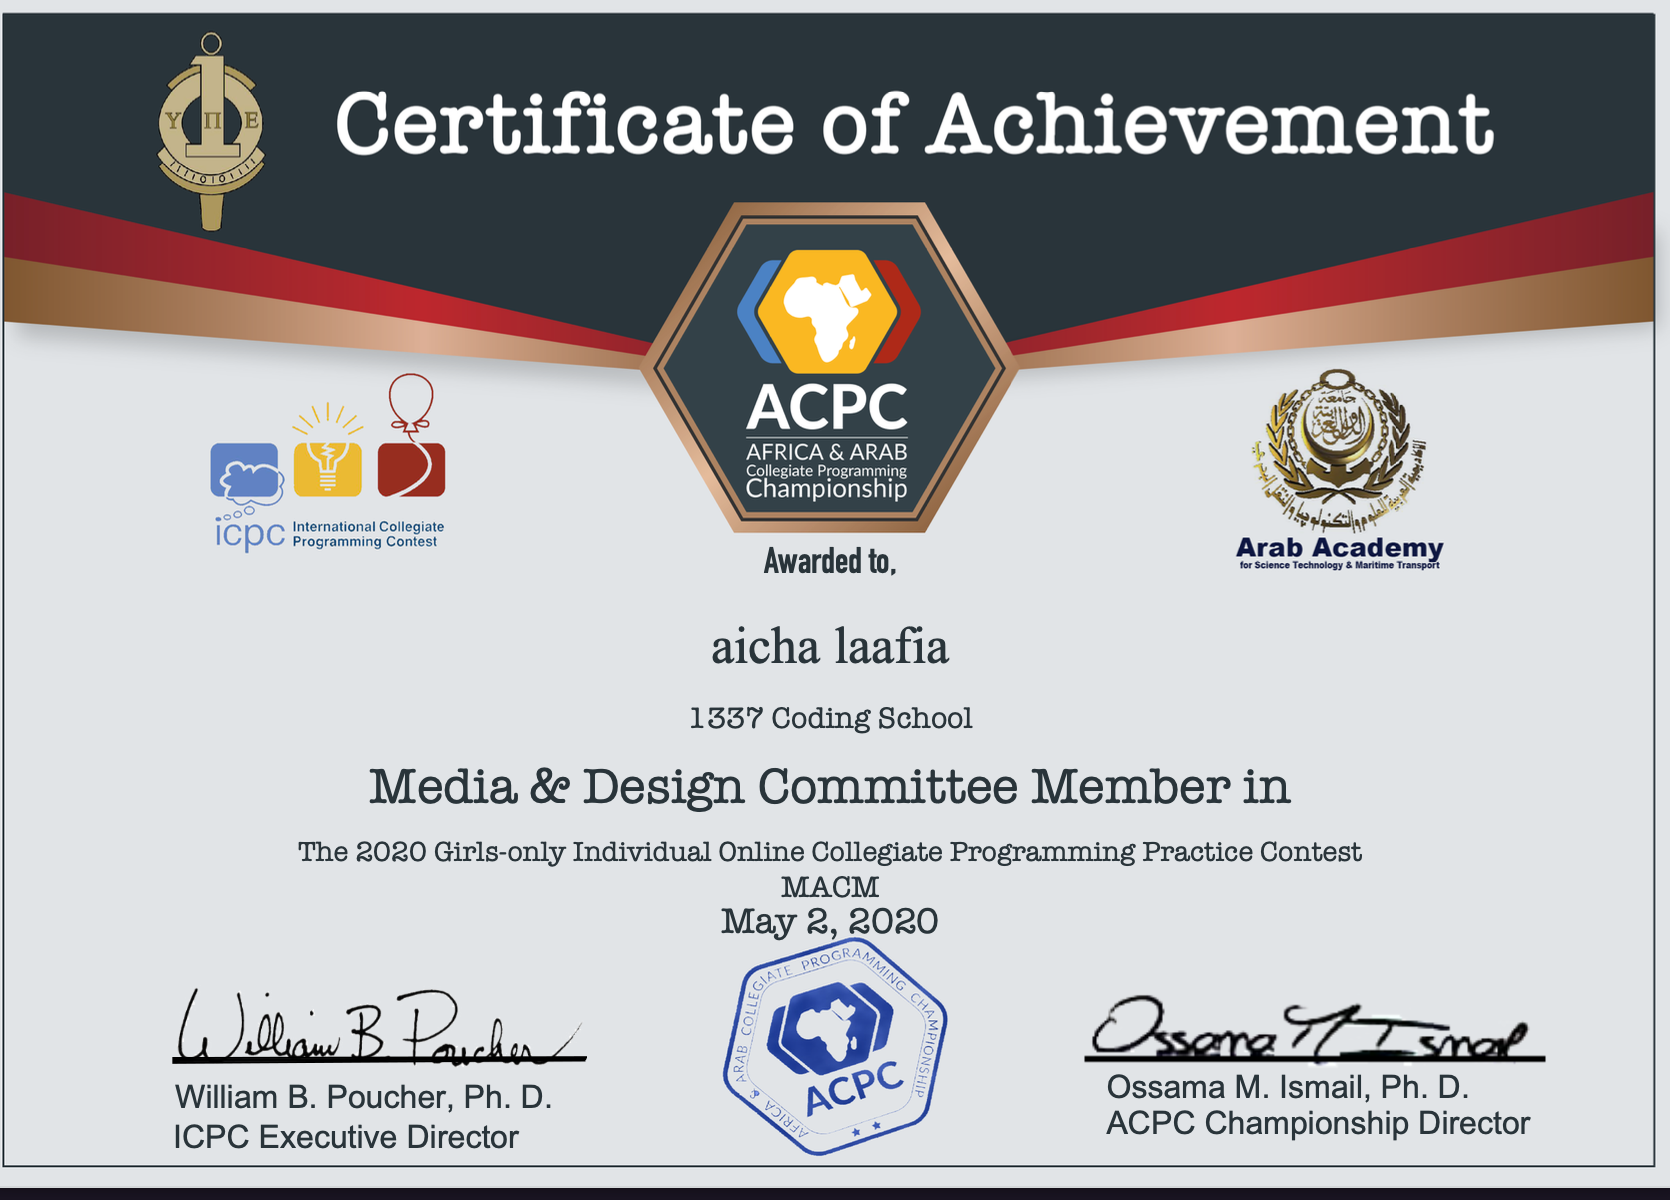 Certificate of Achievement
Υ Π Ε
ACPC
AFRICA & ARAB
Collegiate Programming
Championship
icpc
International Collegiate
Programming Contest
Arab Academy
for Science Technology & Maritime Transport
Awarded to,
aicha laafia
1337 Coding School
Media & Design Committee Member in
The 2020 Girls-only Individual Online Collegiate Programming Practice Contest
MACM
May 2, 2020
William B. Poucher
William B. Poucher, Ph. D.
ICPC Executive Director
AFRICA & ARAB COLLEGIATE PROGRAMMING CHAMPIONSHIP
ACPC
Ossama M Ismail
Ossama M. Ismail, Ph. D.
ACPC Championship Director